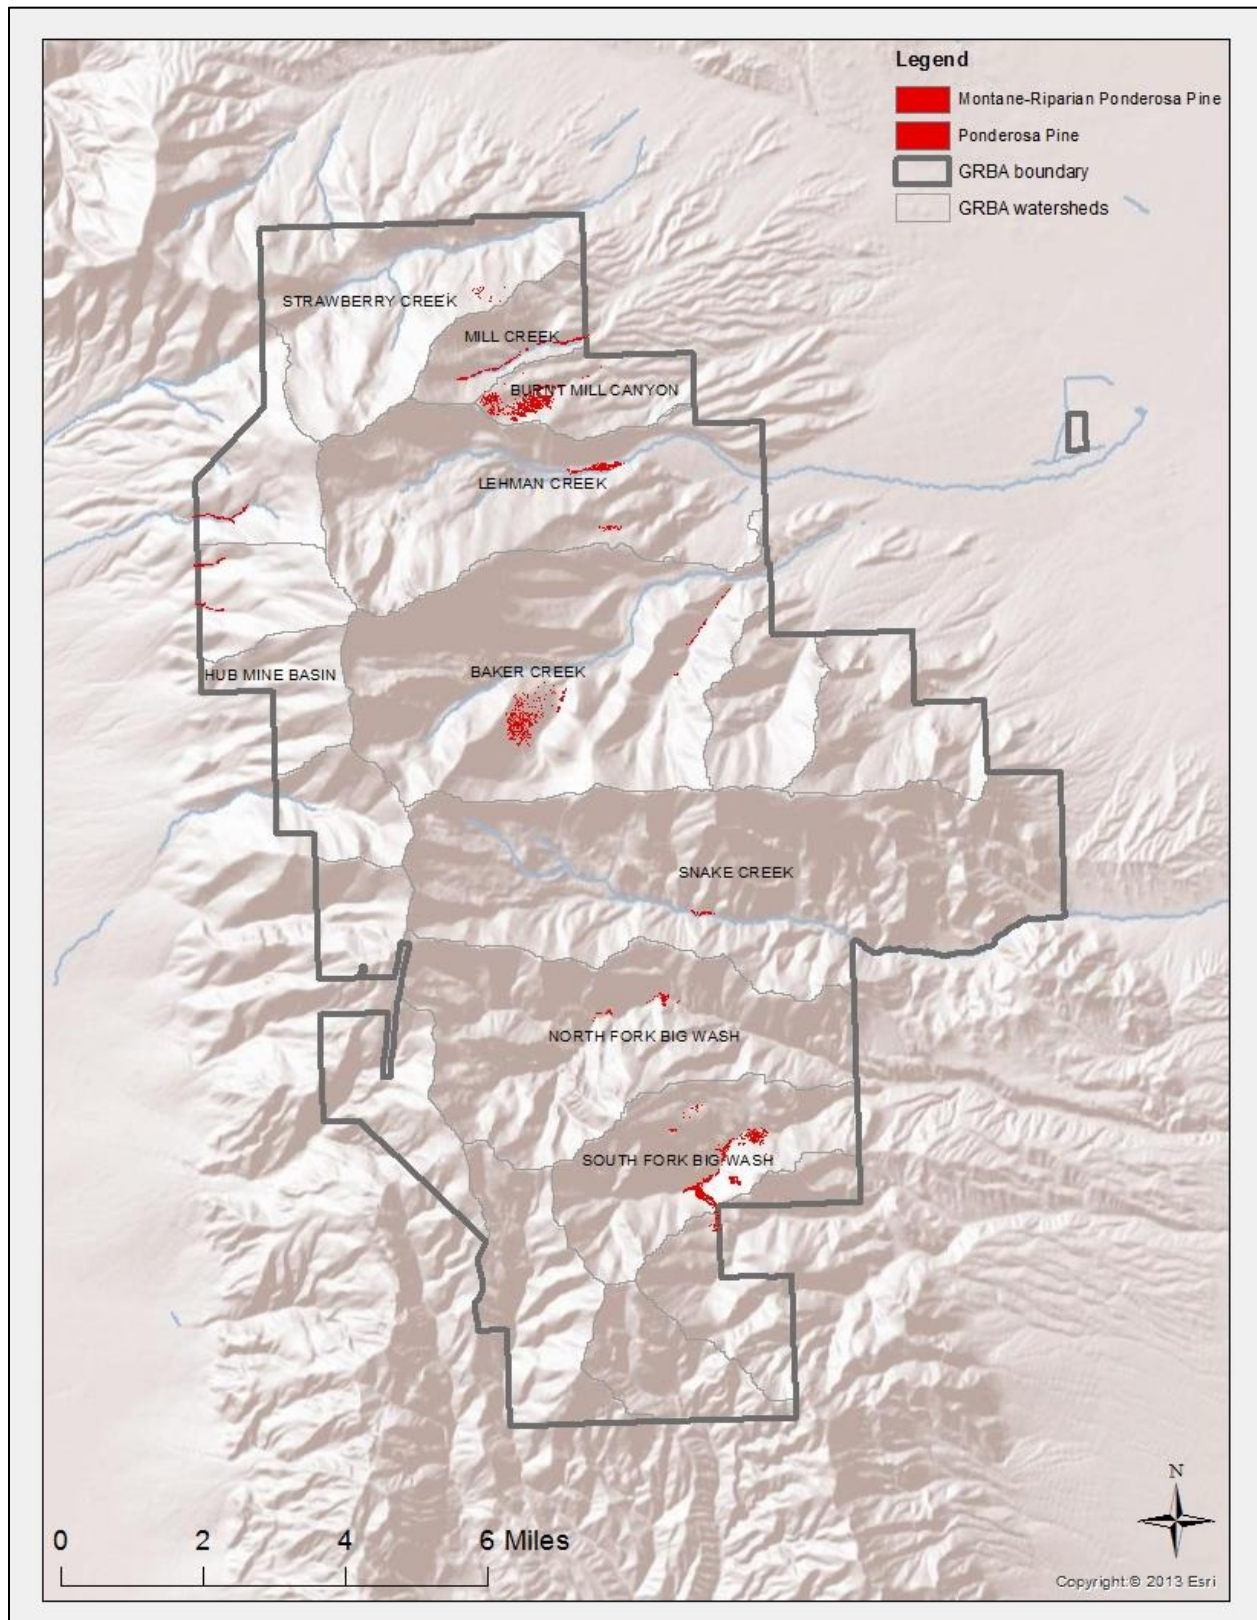 Legend
Montane-Riparian Ponderosa Pine
Ponderosa Pine
GRBA boundary
GRBA watersheds
STRAWBERRY CREEK
MILL CREEK
BURNT MILL CANYON
LEHMAN CREEK
HUB MINE BASIN
BAKER CREEK
SNAKE CREEK
NORTH FORK BIG WASH
SOUTH FORK BIG WASH
N
0 2 4 6 Miles
Copyright:© 2013 Esri